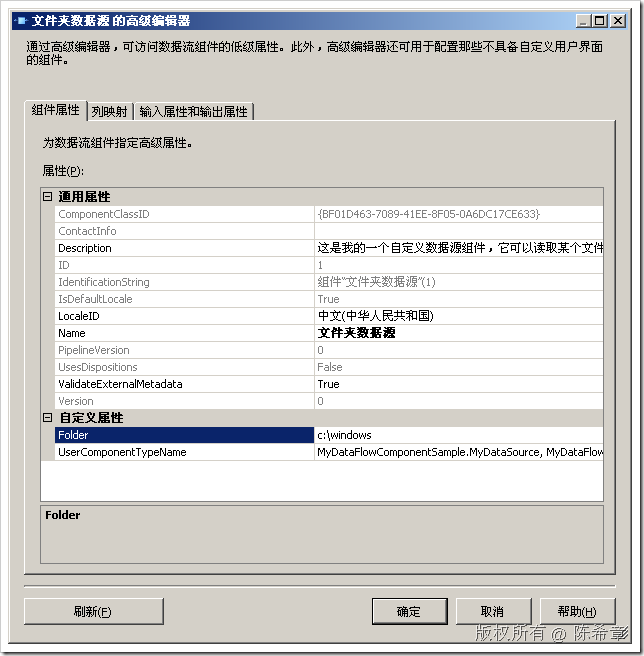 文件夹数据源 的高级编辑器
通过高级编辑器，可访问数据流组件的低级属性。此外，高级编辑器还可用于配置那些不具备自定义用户界面
的组件。
组件属性 列映射 输入属性和输出属性
为数据流组件指定高级属性。
属性(P):
通用属性
ComponentClassID {BF01D463-7089-41EE-8F05-0A6DC17CE633}
ContactInfo
Description 这是我的一个自定义数据源组件，它可以读取某个文件
ID 1
IdentificationString 组件“文件夹数据源”(1)
IsDefaultLocale True
LocaleID 中文(中华人民共和国)
Name 文件夹数据源
PipelineVersion 0
UsesDispositions False
ValidateExternalMetadata True
Version 0
自定义属性
Folder c:\windows
UserComponentTypeName MyDataFlowComponentSample.MyDataSource, MyDataFlow
Folder
刷新(F) 确定 取消 帮助(H)
版权所有 @ 陈希章